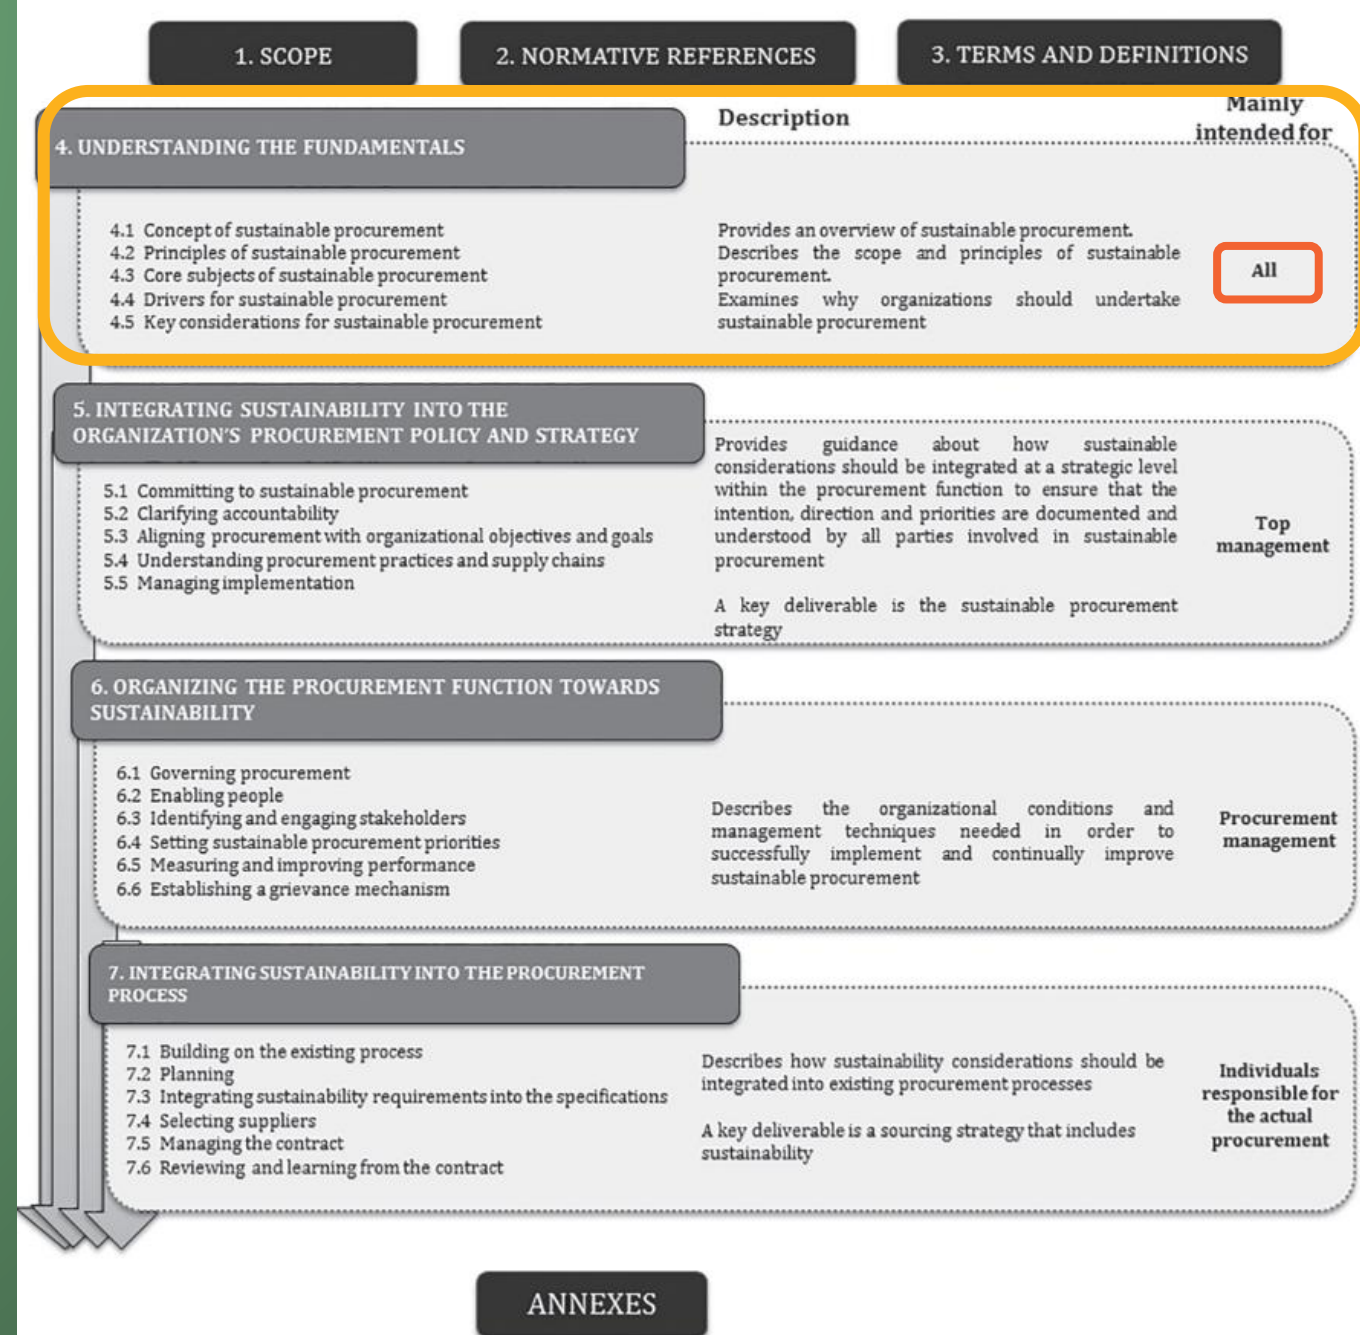 1. SCOPE
2. NORMATIVE REFERENCES
3. TERMS AND DEFINITIONS
Description
Mainly
intended for
4. UNDERSTANDING THE FUNDAMENTALS
4.1 Concept of sustainable procurement
4.2 Principles of sustainable procurement
4.3 Core subjects of sustainable procurement
4.4 Drivers for sustainable procurement
4.5 Key considerations for sustainable procurement
Provides an overview of sustainable procurement.
Describes the scope and principles of sustainable
procurement.
Examines why organizations should undertake
sustainable procurement
All
5. INTEGRATING SUSTAINABILITY INTO THE
ORGANIZATION'S PROCUREMENT POLICY AND STRATEGY
5.1 Committing to sustainable procurement
5.2 Clarifying accountability
5.3 Aligning procurement with organizational objectives and goals
5.4 Understanding procurement practices and supply chains
5.5 Managing implementation
Provides guidance about how sustainable
considerations should be integrated at a strategic level
within the procurement function to ensure that the
intention, direction and priorities are documented and
understood by all parties involved in sustainable
procurement
A key deliverable is the sustainable procurement
strategy
Top
management
6. ORGANIZING THE PROCUREMENT FUNCTION TOWARDS
SUSTAINABILITY
6.1 Governing procurement
6.2 Enabling people
6.3 Identifying and engaging stakeholders
6.4 Setting sustainable procurement priorities
6.5 Measuring and improving performance
6.6 Establishing a grievance mechanism
Describes the organizational conditions and
management techniques needed in order to
successfully implement and continually improve
sustainable procurement
Procurement
management
7. INTEGRATING SUSTAINABILITY INTO THE PROCUREMENT
PROCESS
7.1 Building on the existing process
7.2 Planning
7.3 Integrating sustainability requirements into the specifications
7.4 Selecting suppliers
7.5 Managing the contract
7.6 Reviewing and learning from the contract
Describes how sustainability considerations should be
integrated into existing procurement processes
A key deliverable is a sourcing strategy that includes
sustainability
Individuals
responsible for
the actual
procurement
ANNEXES